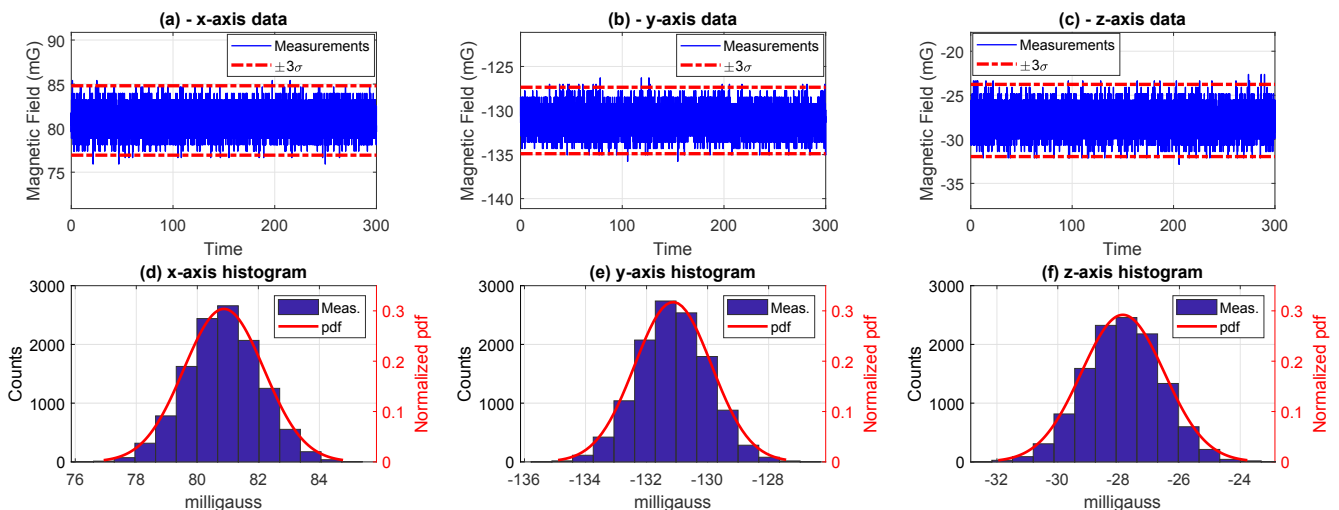 (a) - x-axis data
Magnetic Field (mG)
90
85
80
75
0
100
200
300
Time
Measurements
±3σ
(b) - y-axis data
Magnetic Field (mG)
-125
-130
-135
-140
0
100
200
300
Time
Measurements
±3σ
(c) - z-axis data
Magnetic Field (mG)
-20
-25
-30
-35
0
100
200
300
Time
Measurements
±3σ
(d) x-axis histogram
Counts
3000
2000
1000
0
76
78
80
82
84
milligauss
Meas.
pdf
0.3
0.2
0.1
0
Normalized pdf
(e) y-axis histogram
Counts
3000
2000
1000
0
-136
-134
-132
-130
-128
milligauss
Meas.
pdf
0.3
0.2
0.1
0
Normalized pdf
(f) z-axis histogram
Counts
3000
2000
1000
0
-32
-30
-28
-26
-24
milligauss
Meas.
pdf
0.3
0.2
0.1
0
Normalized pdf